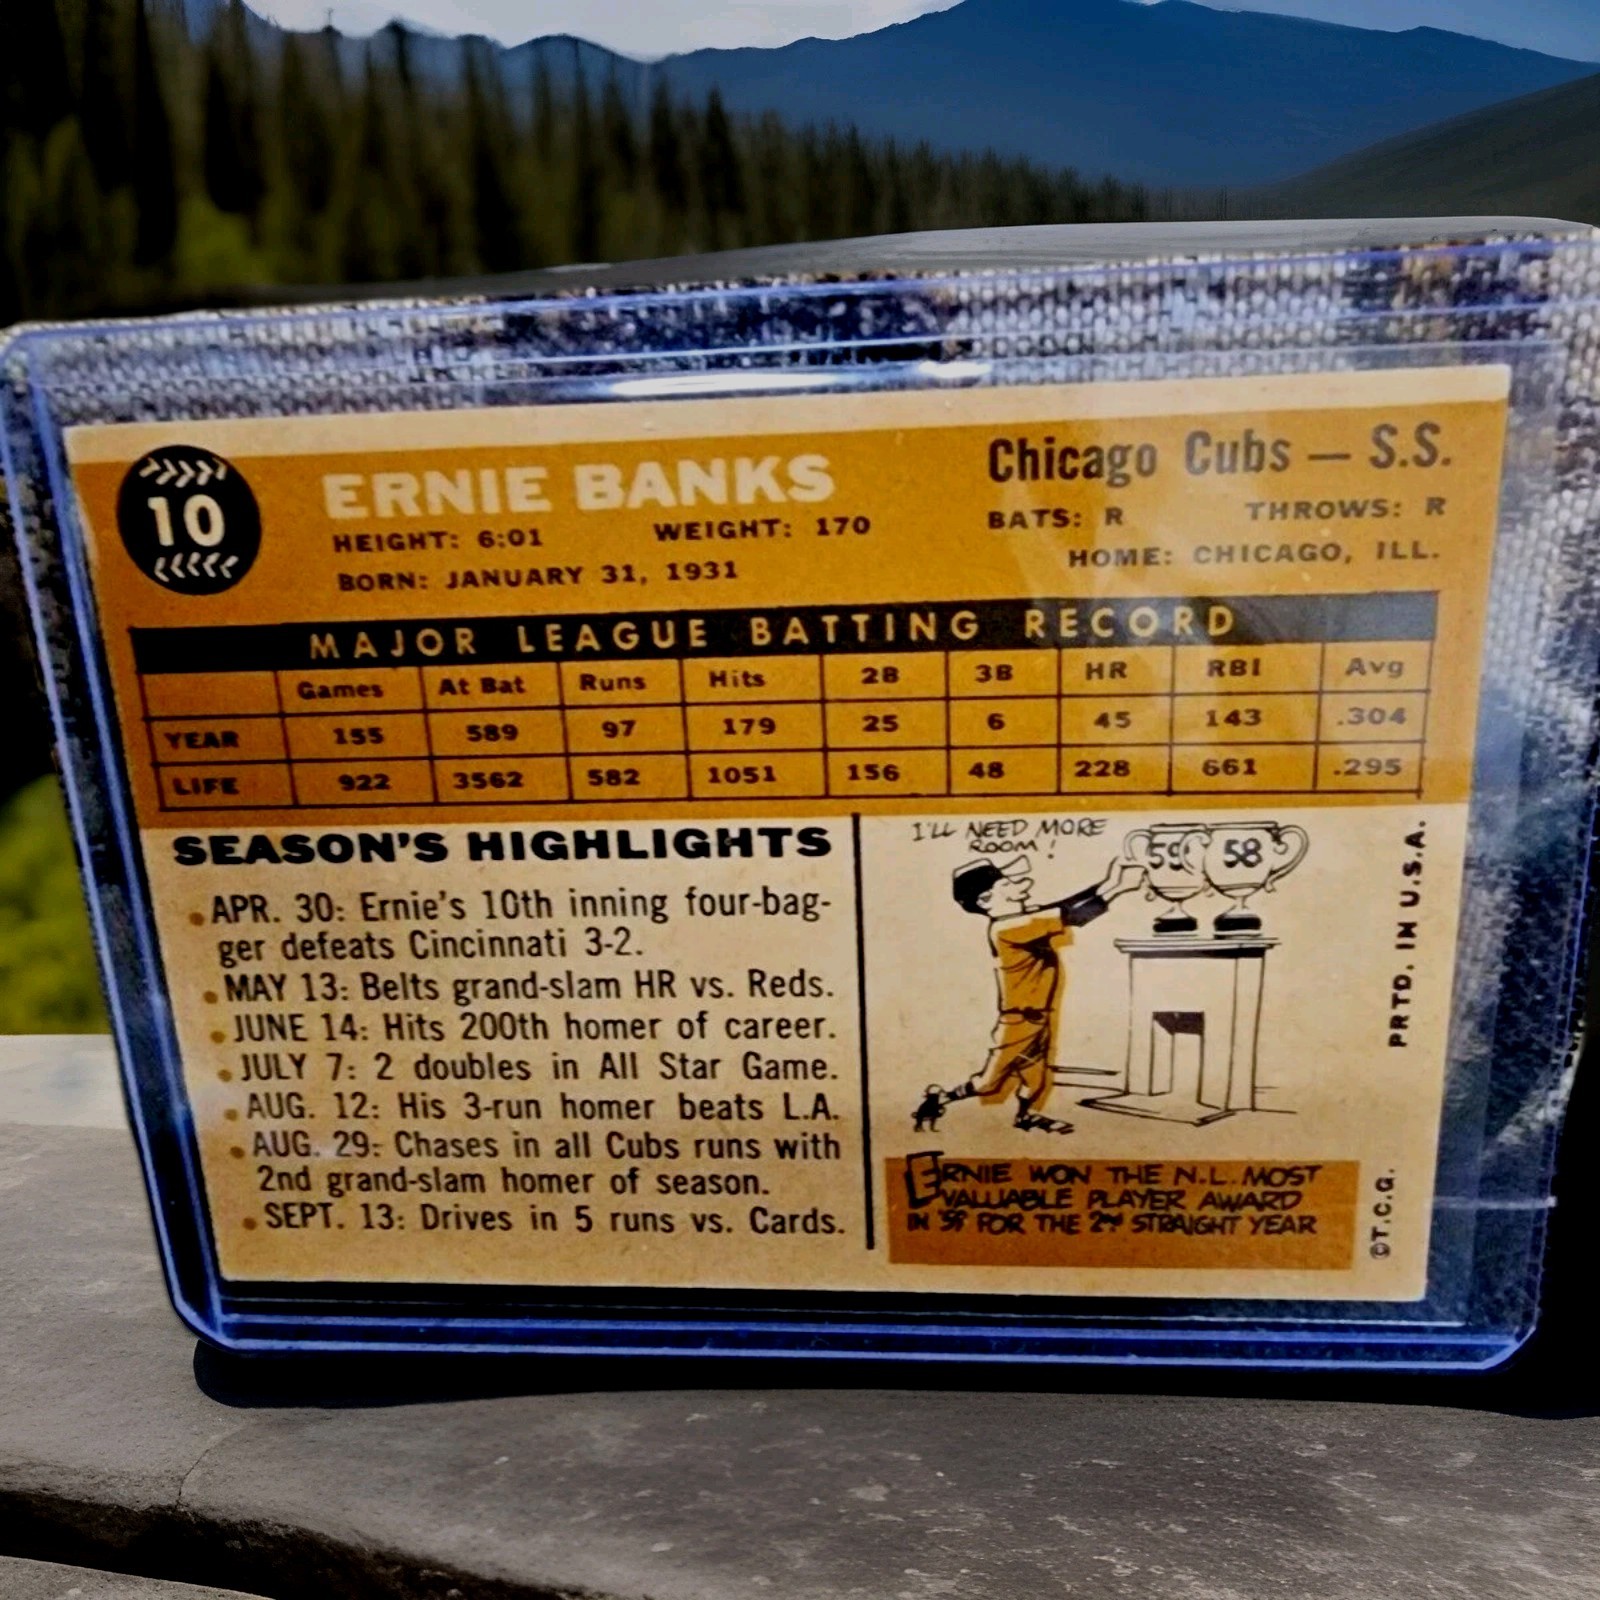 10
ERNIE BANKS
Chicago Cubs — S.S.
HEIGHT: 6:01 WEIGHT: 170
BATS: R THROWS: R
BORN: JANUARY 31, 1931
HOME: CHICAGO, ILL.
MAJOR LEAGUE BATTING RECORD
Games At Bat Runs Hits 2B 3B HR RBI Avg
YEAR 155 589 97 179 25 6 45 143 .304
LIFE 922 3562 582 1051 156 48 228 661 .295
SEASON'S HIGHLIGHTS
APR. 30: Ernie's 10th inning four-bag-
ger defeats Cincinnati 3-2.
MAY 13: Belts grand-slam HR vs. Reds.
JUNE 14: Hits 200th homer of career.
JULY 7: 2 doubles in All Star Game.
AUG. 12: His 3-run homer beats L.A.
AUG. 29: Chases in all Cubs runs with
2nd grand-slam homer of season.
SEPT. 13: Drives in 5 runs vs. Cards.
I'LL NEED MORE
ROOM!
59 58
ERNIE WON THE N.L. MOST
VALUABLE PLAYER AWARD
IN '59 FOR THE 2nd STRAIGHT YEAR
©T.C.G. PRTD. IN U.S.A.